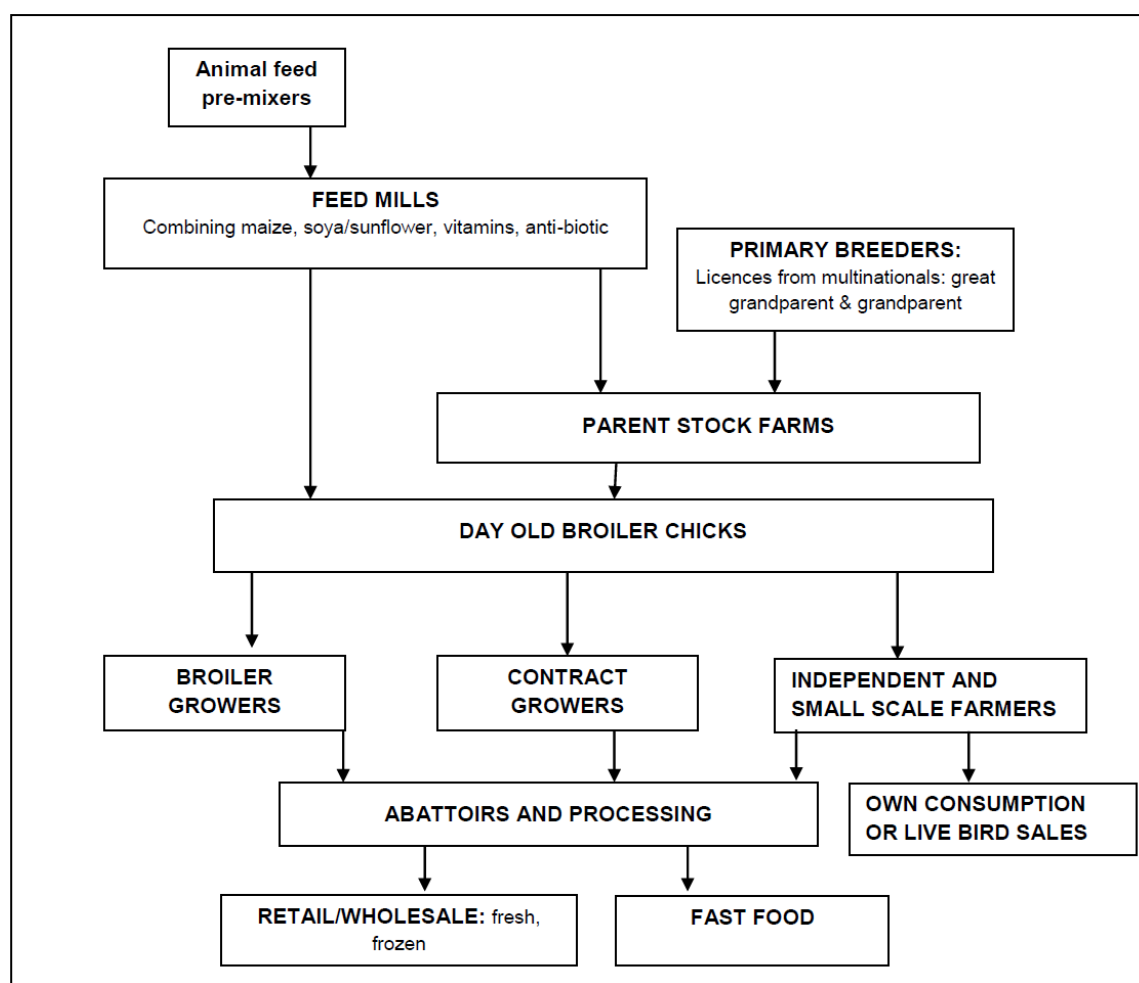 Animal feed
pre-mixers
FEED MILLS
Combining maize, soya/sunflower, vitamins, anti-biotic
PRIMARY BREEDERS:
Licences from multinationals: great
grandparent & grandparent
PARENT STOCK FARMS
DAY OLD BROILER CHICKS
BROILER
GROWERS
CONTRACT
GROWERS
INDEPENDENT AND
SMALL SCALE FARMERS
ABATTOIRS AND PROCESSING
OWN CONSUMPTION
OR LIVE BIRD SALES
RETAIL/WHOLESALE: fresh,
frozen
FAST FOOD